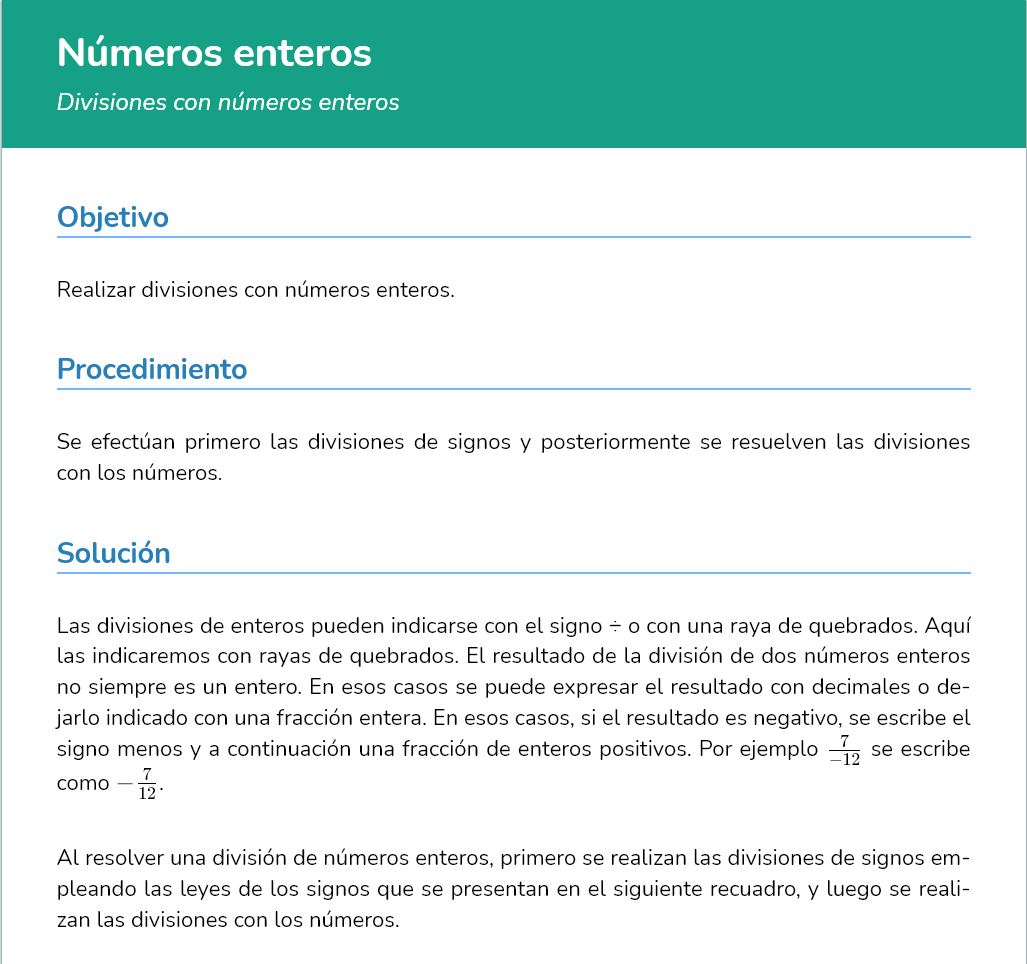 Números enteros
Divisiones con números enteros
Objetivo
Realizar divisiones con números enteros.
Procedimiento
Se efectúan primero las divisiones de signos y posteriormente se resuelven las divisiones
con los números.
Solución
Las divisiones de enteros pueden indicarse con el signo ÷ o con una raya de quebrados. Aquí
las indicaremos con rayas de quebrados. El resultado de la división de dos números enteros
no siempre es un entero. En esos casos se puede expresar el resultado con decimales o de-
jarlo indicado con una fracción entera. En esos casos, si el resultado es negativo, se escribe el
signo menos y a continuación una fracción de enteros positivos. Por ejemplo 7/−12 se escribe
como −7/12.
Al resolver una división de números enteros, primero se realizan las divisiones de signos em-
pleando las leyes de los signos que se presentan en el siguiente recuadro, y luego se reali-
zan las divisiones con los números.